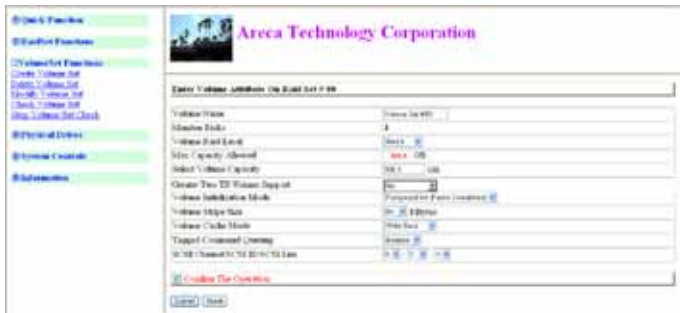 Quick Function
RaidSet Functions
VolumeSet Functions
Create Volume Set
Delete Volume Set
Modify Volume Set
Check Volume Set
Stop Volume Set Check
Physical Drives
System Controls
Information
Areca Technology Corporation
Enter Volume Attribute On Raid Set # 00
Volume Name
Member Disks 4
Volume Raid Level
Max Capacity Allowed GB
Select Volume Capacity GB
Greater Two TB Volume Support No
Volume Initialization Mode
Volume Stripe Size KBytes
Volume Cache Mode Write Back
Tagged Command Queuing
SCSI Channel:SCSI ID:SCSI Lun
Confirm The Operation
Submit Reset